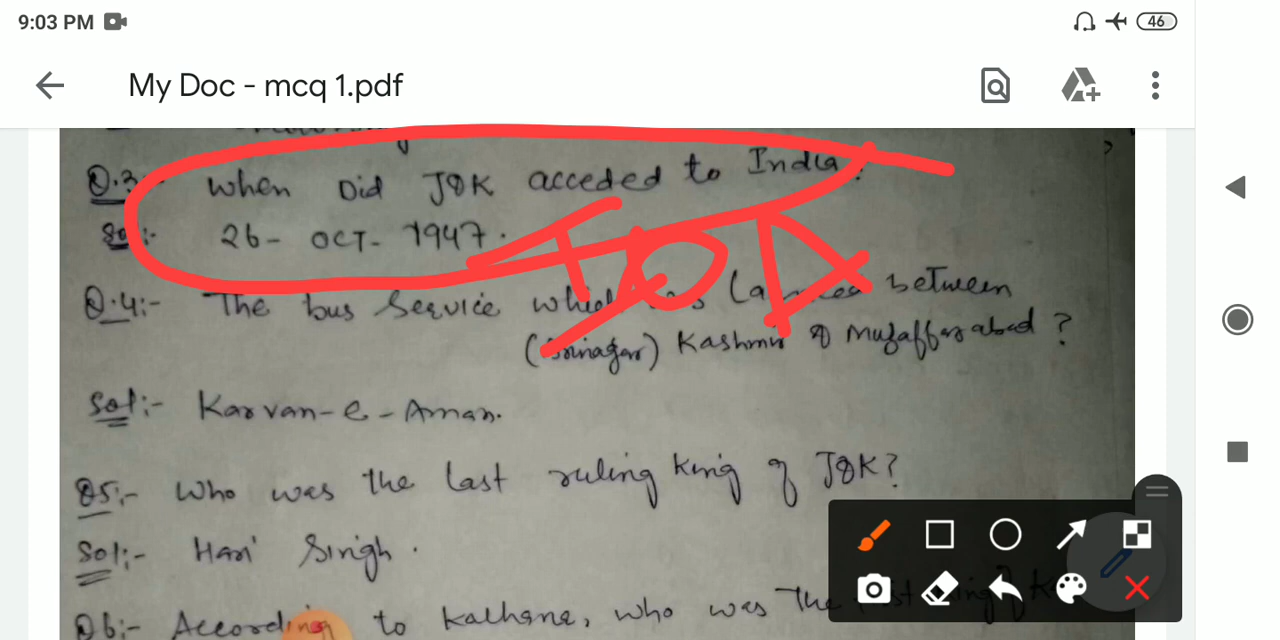 9:03 PM 46
My Doc - mcq 1.pdf
Q.3 When Did J&K acceded to India?
Sol:- 26- OCT- 1947.
Q.4:- The bus Service which between
(Srinagar) Kashmir & Muzaffarabad ?
Sol:- Karvan-e-Aman.
Q5:- Who was the last ruling king of J&K?
Sol:- Hari Singh.
Q6:- According to Kalhana, who was the